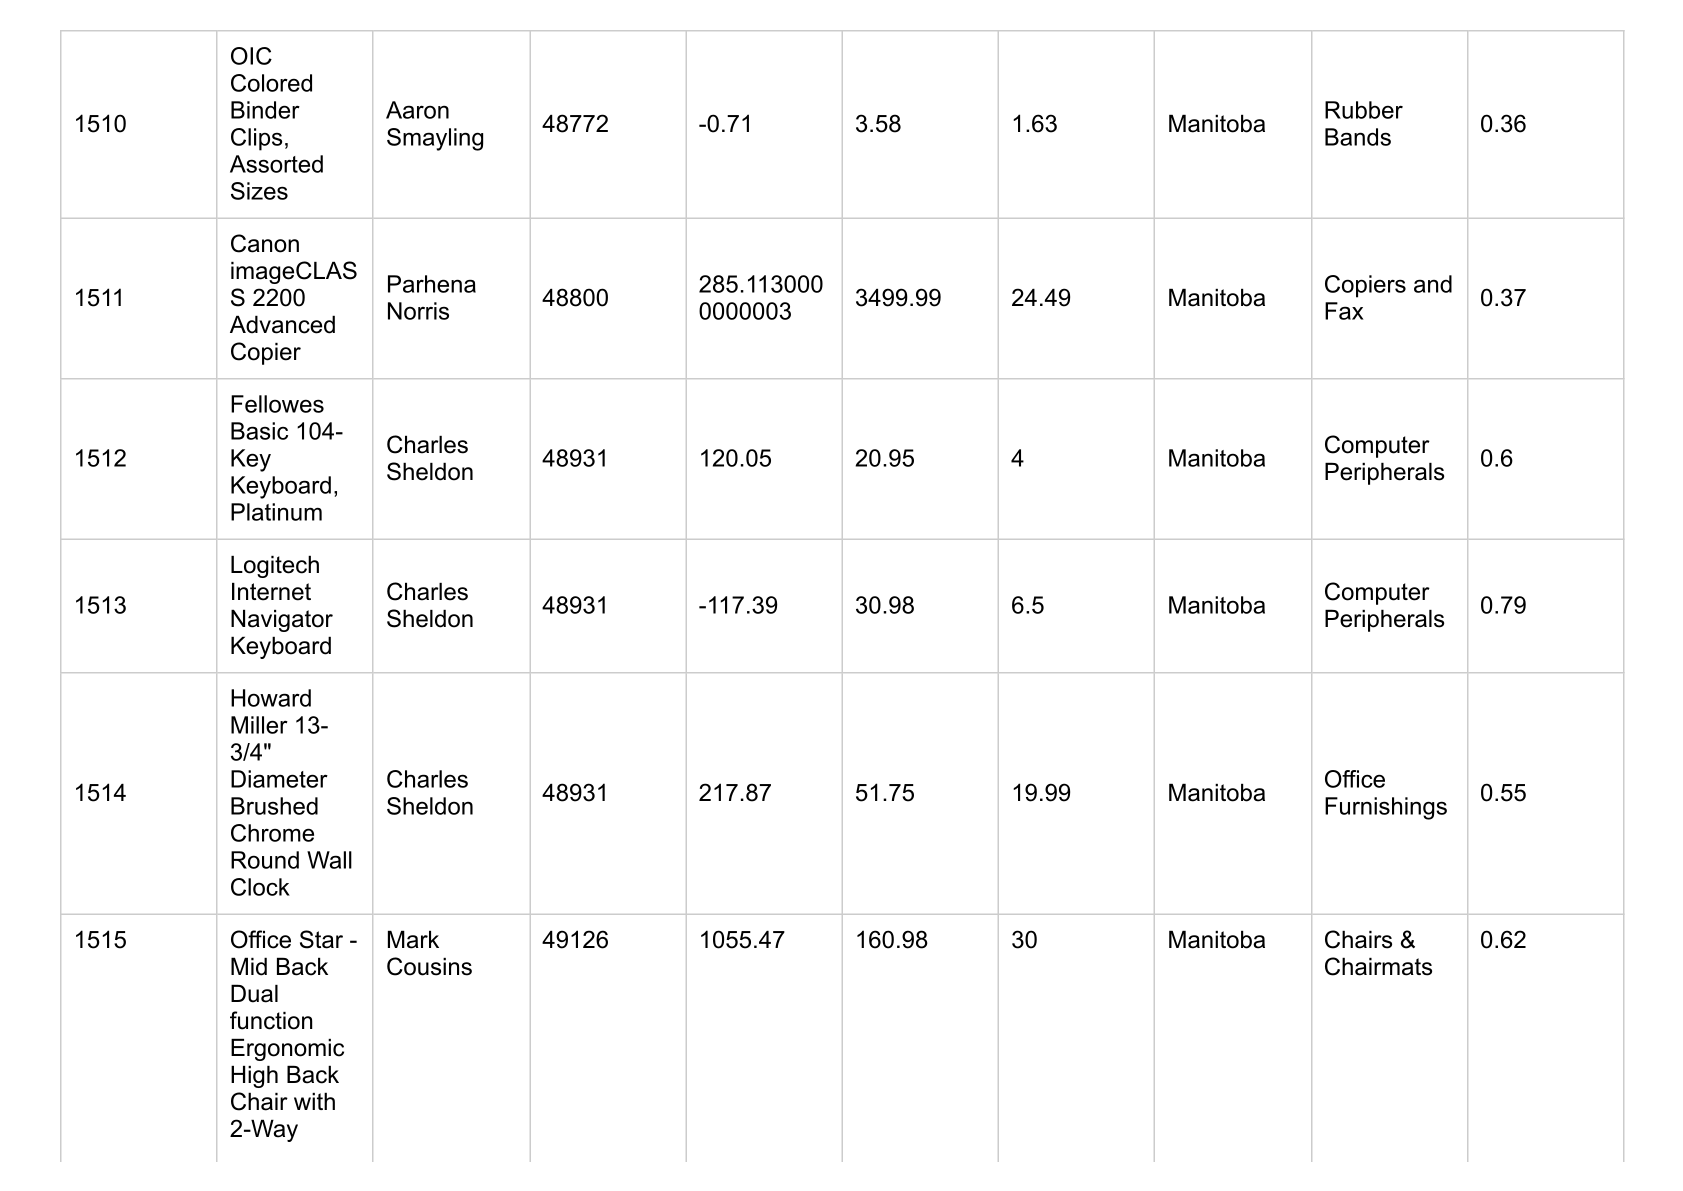 1510
OIC
Colored
Binder
Clips,
Assorted
Sizes
Aaron
Smayling
48772
-0.71
3.58
1.63
Manitoba
Rubber
Bands
0.36
1511
Canon
imageCLAS
S 2200
Advanced
Copier
Parhena
Norris
48800
285.113000
0000003
3499.99
24.49
Manitoba
Copiers and
Fax
0.37
1512
Fellowes
Basic 104-
Key
Keyboard,
Platinum
Charles
Sheldon
48931
120.05
20.95
4
Manitoba
Computer
Peripherals
0.6
1513
Logitech
Internet
Navigator
Keyboard
Charles
Sheldon
48931
-117.39
30.98
6.5
Manitoba
Computer
Peripherals
0.79
1514
Howard
Miller 13-
3/4"
Diameter
Brushed
Chrome
Round Wall
Clock
Charles
Sheldon
48931
217.87
51.75
19.99
Manitoba
Office
Furnishings
0.55
1515
Office Star -
Mid Back
Dual
function
Ergonomic
High Back
Chair with
2-Way
Mark
Cousins
49126
1055.47
160.98
30
Manitoba
Chairs &
Chairmats
0.62